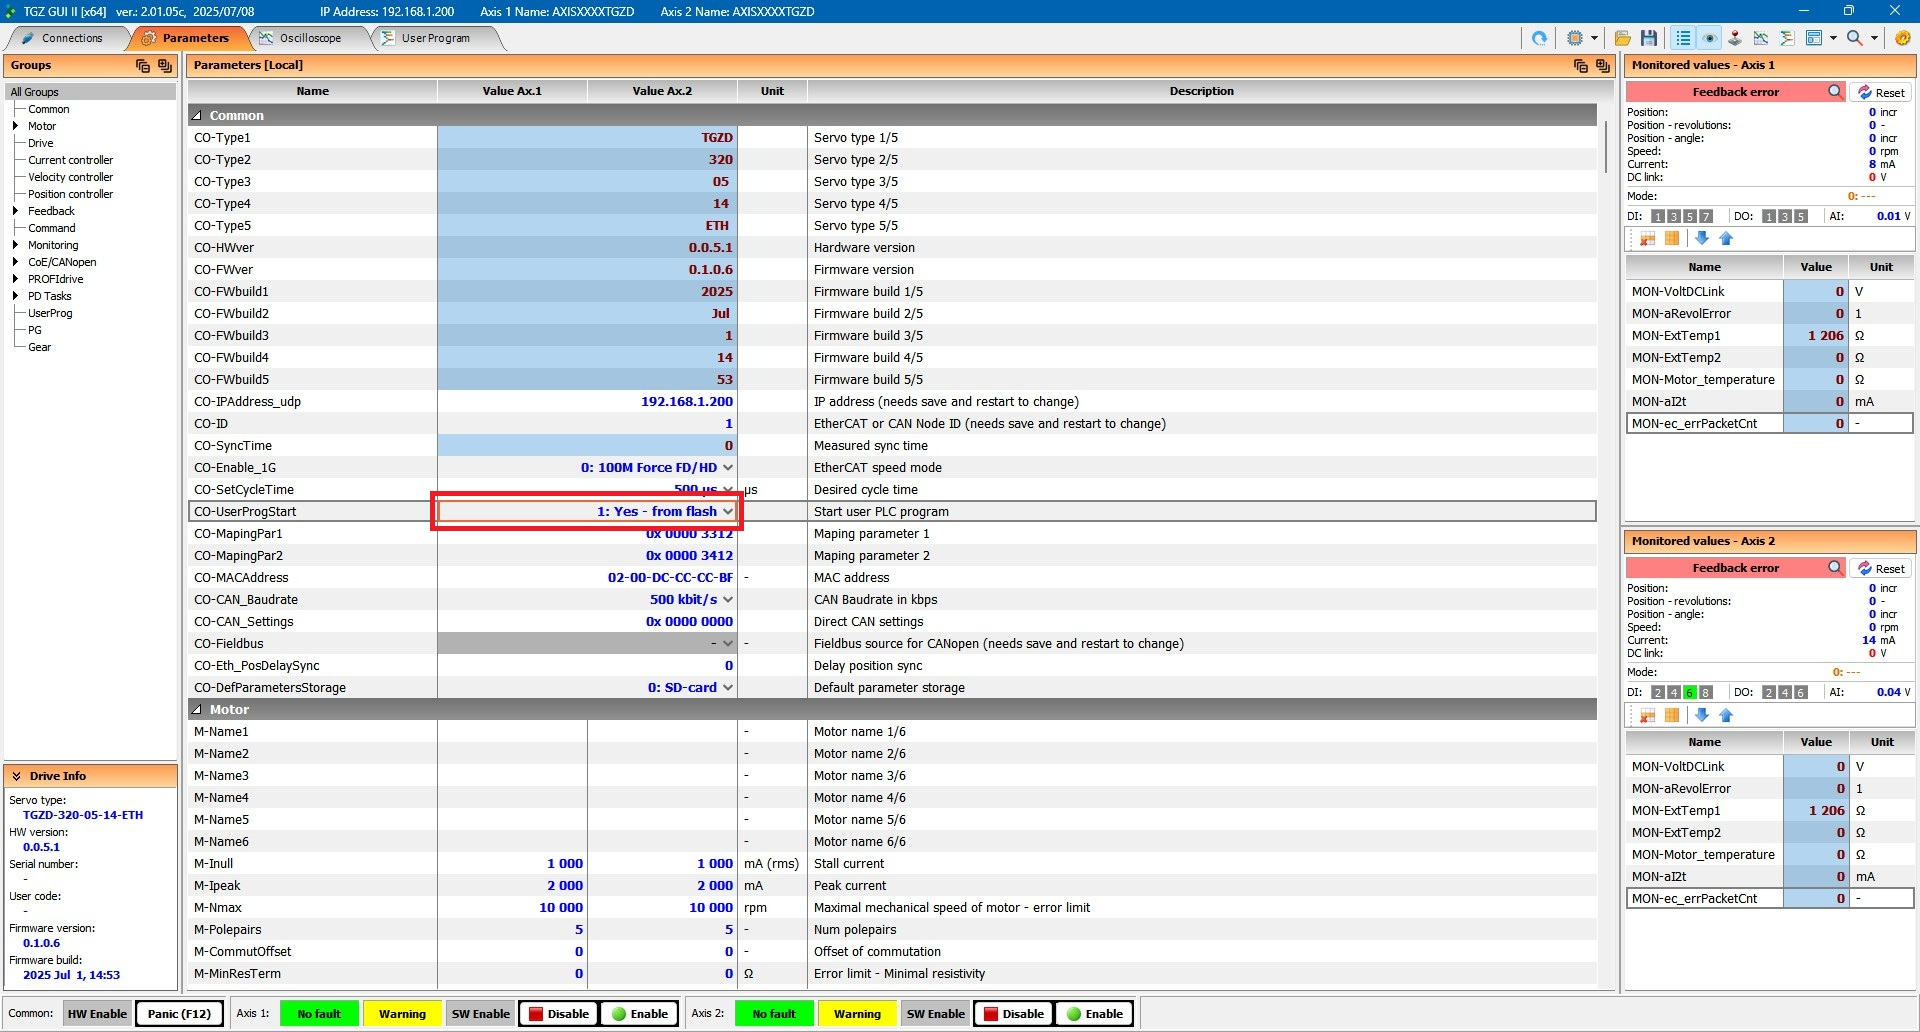 TGZ GUI II [x64] ver.: 2.01.05c, 2025/07/08 IP Address: 192.168.1.200 Axis 1 Name: AXISXXXXTGZD Axis 2 Name: AXISXXXXTGZD
Connections Parameters Oscilloscope User Program
Groups
All Groups
Common
Motor
Drive
Current controller
Velocity controller
Position controller
Feedback
Command
Monitoring
CoE/CANopen
PROFIdrive
PD Tasks
UserProg
PG
Gear
Drive Info
Servo type:
TGZD-320-05-14-ETH
HW version:
0.0.5.1
Serial number:
-
User code:
-
Firmware version:
0.1.0.6
Firmware build:
2025 Jul 1, 14:53
Parameters [Local]
Name Value Ax.1 Value Ax.2 Unit Description
Common
CO-Type1 TGZD Servo type 1/5
CO-Type2 320 Servo type 2/5
CO-Type3 05 Servo type 3/5
CO-Type4 14 Servo type 4/5
CO-Type5 ETH Servo type 5/5
CO-HWver 0.0.5.1 Hardware version
CO-FWver 0.1.0.6 Firmware version
CO-FWbuild1 2025 Firmware build 1/5
CO-FWbuild2 Jul Firmware build 2/5
CO-FWbuild3 1 Firmware build 3/5
CO-FWbuild4 14 Firmware build 4/5
CO-FWbuild5 53 Firmware build 5/5
CO-IPAddress_udp 192.168.1.200 IP address (needs save and restart to change)
CO-ID 1 EtherCAT or CAN Node ID (needs save and restart to change)
CO-SyncTime 0 Measured sync time
CO-Enable_1G 0: 100M Force FD/HD EtherCAT speed mode
CO-SetCycleTime 500 µs µs Desired cycle time
CO-UserProgStart 1: Yes - from flash Start user PLC program
CO-MapingPar1 0x 0000 3312 Maping parameter 1
CO-MapingPar2 0x 0000 3412 Maping parameter 2
CO-MACAddress 02-00-DC-CC-CC-BF - MAC address
CO-CAN_Baudrate 500 kbit/s CAN Baudrate in kbps
CO-CAN_Settings 0x 0000 0000 Direct CAN settings
CO-Fieldbus - - Fieldbus source for CANopen (needs save and restart to change)
CO-Eth_PosDelaySync 0 Delay position sync
CO-DefParametersStorage 0: SD-card Default parameter storage
Motor
M-Name1 - Motor name 1/6
M-Name2 - Motor name 2/6
M-Name3 - Motor name 3/6
M-Name4 - Motor name 4/6
M-Name5 - Motor name 5/6
M-Name6 - Motor name 6/6
M-Inull 1 000 1 000 mA (rms) Stall current
M-Ipeak 2 000 2 000 mA Peak current
M-Nmax 10 000 10 000 rpm Maximal mechanical speed of motor - error limit
M-Polepairs 5 5 - Num polepairs
M-CommutOffset 0 0 - Offset of commutation
M-MinResTerm 0 0 Ω Error limit - Minimal resistivity
Monitored values - Axis 1
Feedback error Reset
Position: 0 incr
Position - revolutions: 0 -
Position - angle: 0 incr
Speed: 0 rpm
Current: 8 mA
DC link: 0 V
Mode: 0: ---
DI: 1 3 5 7 DO: 1 3 5 AI: 0.01 V
Name Value Unit
MON-VoltDCLink 0 V
MON-aRevolError 0 1
MON-ExtTemp1 1 206 Ω
MON-ExtTemp2 0 Ω
MON-Motor_temperature 0 Ω
MON-aI2t 0 mA
MON-ec_errPacketCnt 0 -
Monitored values - Axis 2
Feedback error Reset
Position: 0 incr
Position - revolutions: 0 -
Position - angle: 0 incr
Speed: 0 rpm
Current: 14 mA
DC link: 0 V
Mode: 0: ---
DI: 2 4 6 8 DO: 2 4 6 AI: 0.04 V
Name Value Unit
MON-VoltDCLink 0 V
MON-aRevolError 0 1
MON-ExtTemp1 1 206 Ω
MON-ExtTemp2 0 Ω
MON-Motor_temperature 0 Ω
MON-aI2t 0 mA
MON-ec_errPacketCnt 0 -
Common: HW Enable Panic (F12) Axis 1: No fault Warning SW Enable Disable Enable Axis 2: No fault Warning SW Enable Disable Enable